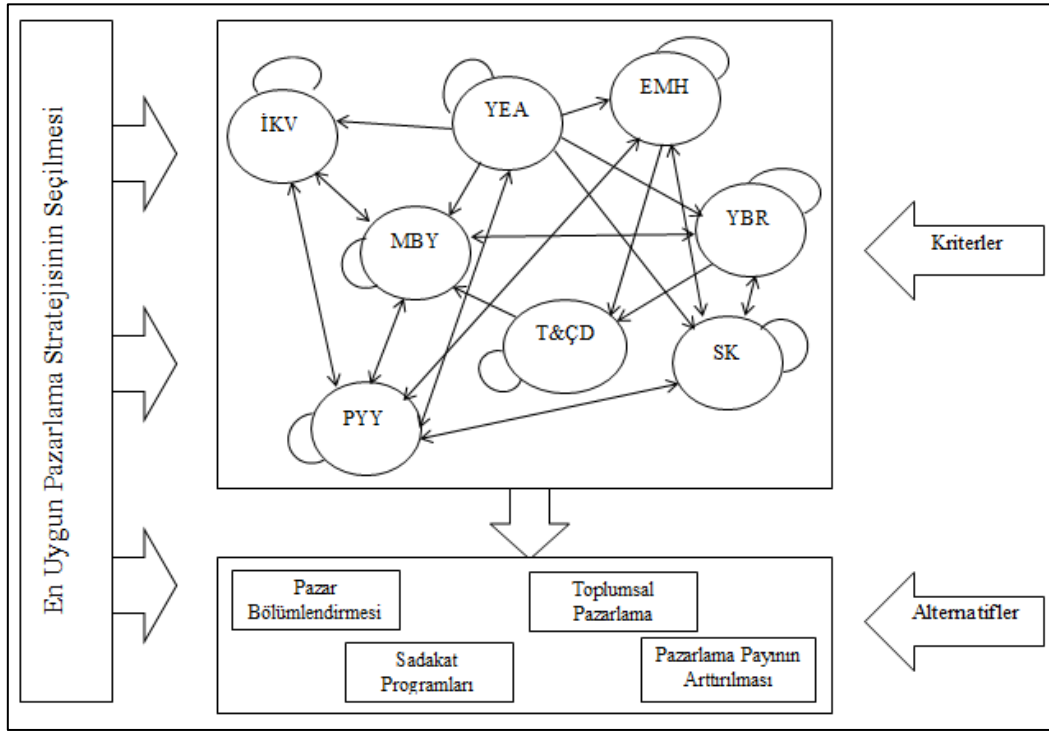 En Uygun Pazarlama Stratejisinin Seçilmesi
İKV
YEA
EMH
MBY
YBR
T&ÇD
SK
PYY
Kriterler
Pazar
Bölümlendirmesi
Toplumsal
Pazarlama
Sadakat
Programları
Pazarlama Payının
Arttırılması
Alternatifler